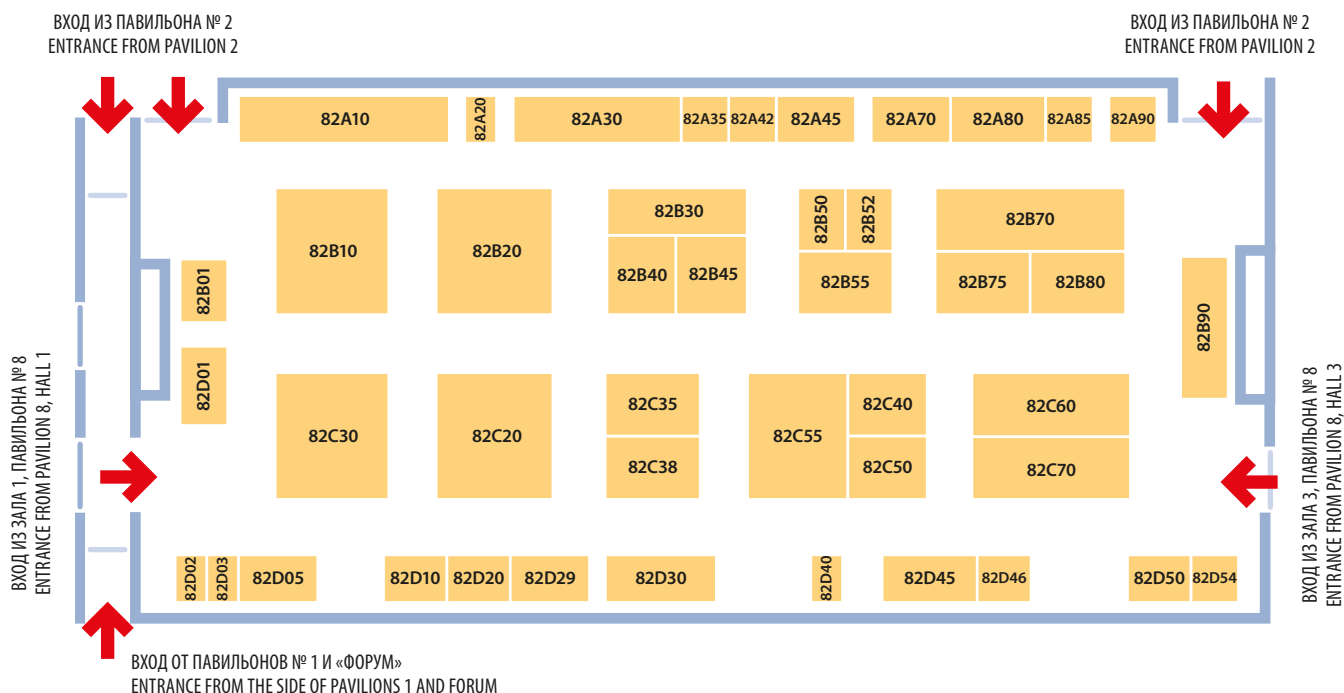 ВХОД ИЗ ПАВИЛЬОНА № 2
ENTRANCE FROM PAVILION 2
ВХОД ИЗ ПАВИЛЬОНА № 2
ENTRANCE FROM PAVILION 2
82A10
82A20
82A30
82A35
82A42
82A45
82A70
82A80
82A85
82A90
82B10
82B20
82B30
82B40
82B45
82B50
82B52
82B55
82B70
82B75
82B80
82B01
82D01
82B90
ВХОД ИЗ ЗАЛА 1, ПАВИЛЬОНА № 8
ENTRANCE FROM PAVILION 8, HALL 1
82C30
82C20
82C35
82C38
82C55
82C40
82C50
82C60
82C70
ВХОД ИЗ ЗАЛА 3, ПАВИЛЬОНА № 8
ENTRANCE FROM PAVILION 8, HALL 3
82D02
82D03
82D05
82D10
82D20
82D29
82D30
82D40
82D45
82D46
82D50
82D54
ВХОД ОТ ПАВИЛЬОНОВ № 1 И «ФОРУМ»
ENTRANCE FROM THE SIDE OF PAVILIONS 1 AND FORUM